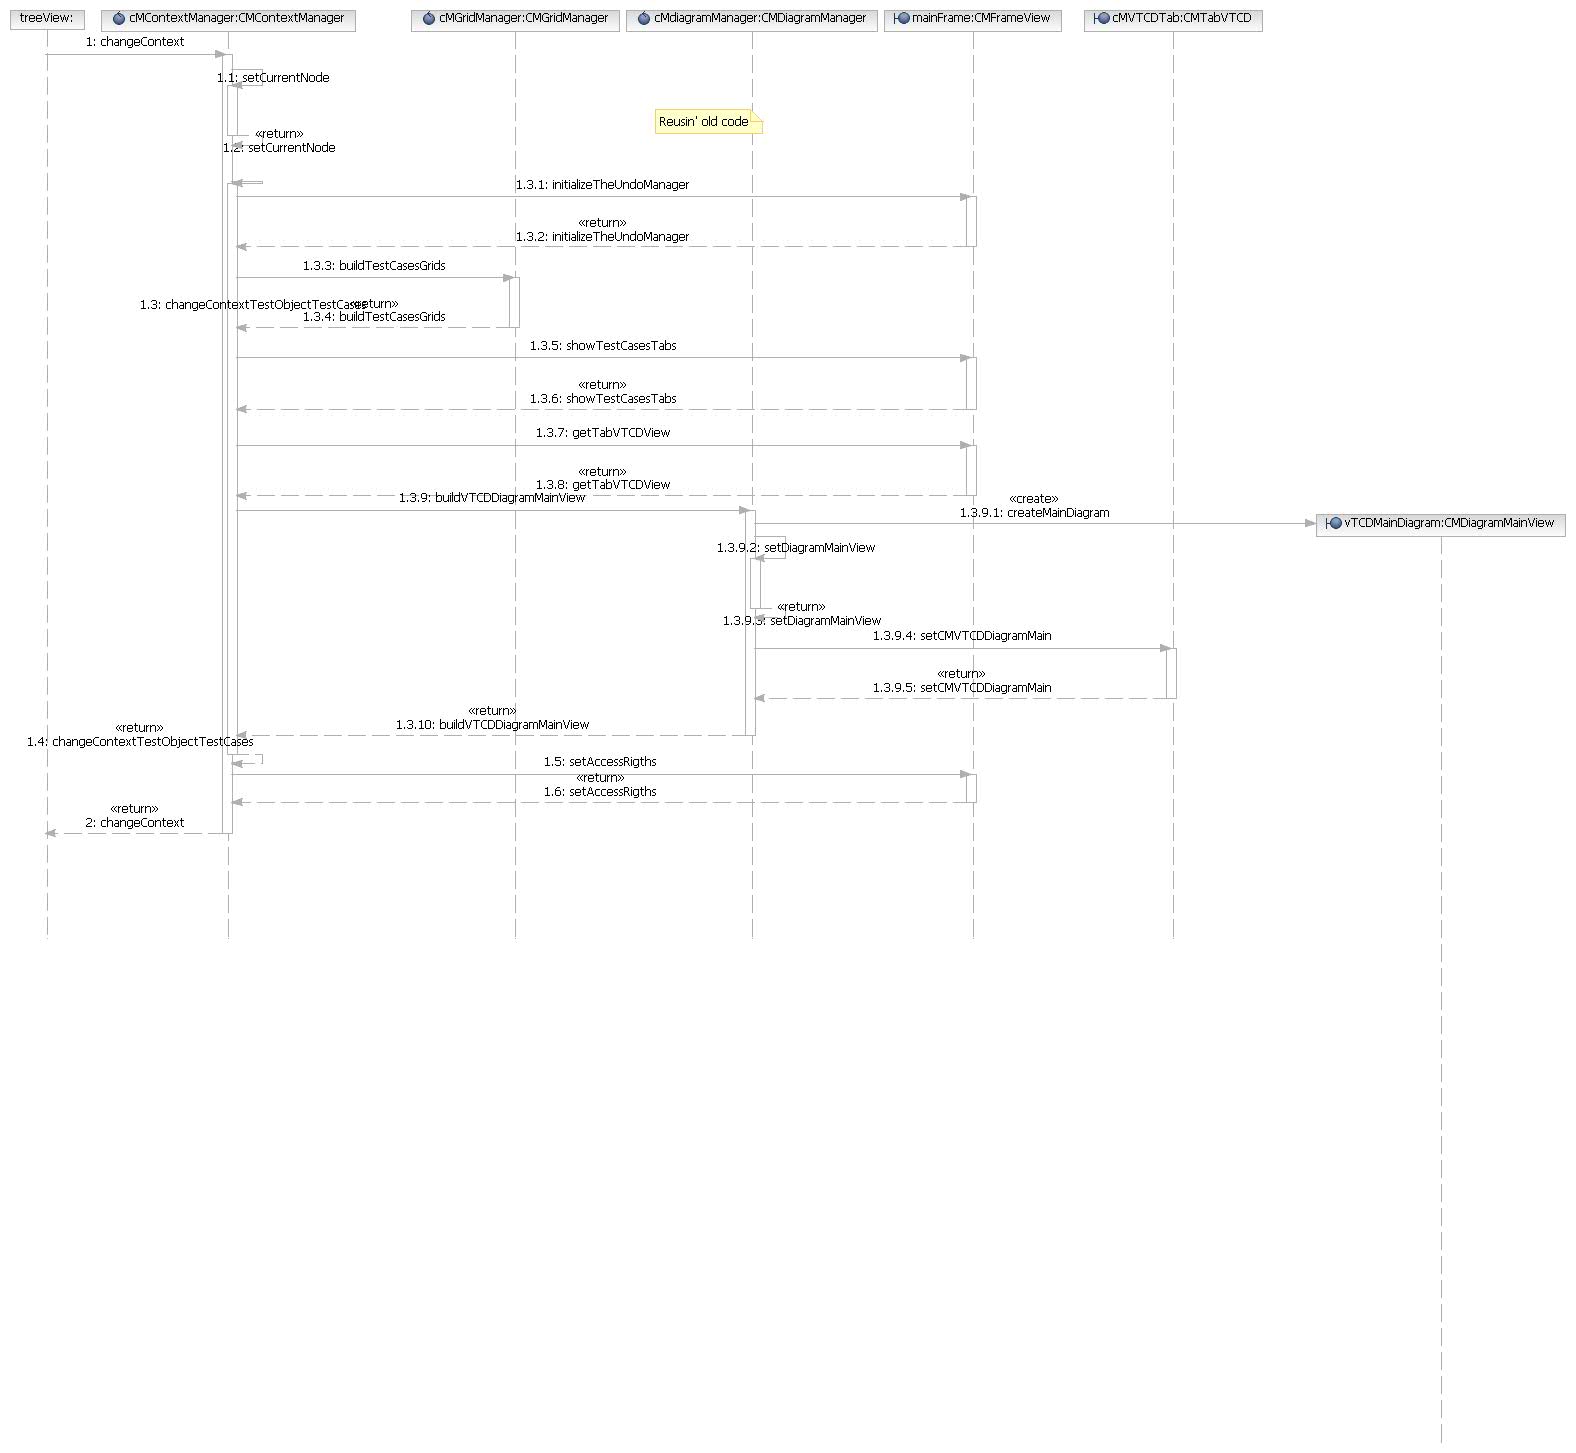 treeView:
cMContextManager:CMContextManager
cMGridManager:CMGridManager
cMdiagramManager:CMDiagramManager
mainFrame:CMFrameView
cMVTCDTab:CMTabVTCD
1: changeContext
1.1: setCurrentNode
Reusin' old code
«return»
1.2: setCurrentNode
1.3.1: initializeTheUndoManager
«return»
1.3.2: initializeTheUndoManager
1.3.3: buildTestCasesGrids
1.3: changeContextTestObjectTestCases
«return»
1.3.4: buildTestCasesGrids
1.3.5: showTestCasesTabs
«return»
1.3.6: showTestCasesTabs
1.3.7: getTabVTCDView
«return»
1.3.8: getTabVTCDView
1.3.9: buildVTCDDiagramMainView
«create»
1.3.9.1: createMainDiagram
vTCDMainDiagram:CMDiagramMainView
1.3.9.2: setDiagramMainView
«return»
1.3.9.3: setDiagramMainView
1.3.9.4: setCMVTCDDiagramMain
«return»
1.3.9.5: setCMVTCDDiagramMain
«return»
1.3.10: buildVTCDDiagramMainView
«return»
1.4: changeContextTestObjectTestCases
1.5: setAccessRigths
«return»
1.6: setAccessRigths
«return»
2: changeContext